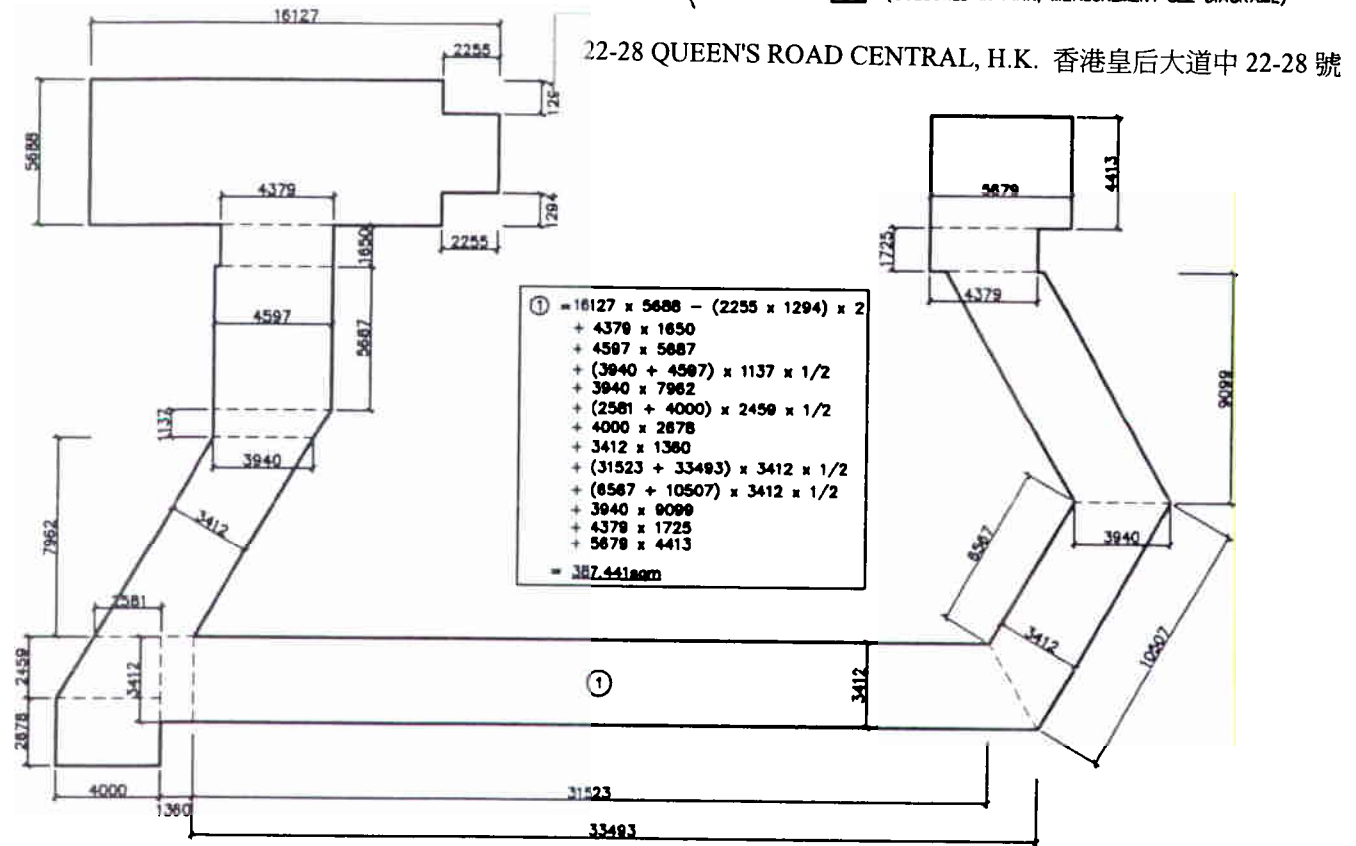 16127
2255
22-28 QUEEN'S ROAD CENTRAL, H.K. 香港皇后大道中 22-28 號
5688
4379
1294
2255
1650
4597
5687
1137
3940
7962
3412
2581
2459
3412
2678
4000
1360
① = 16127 x 5688 - (2255 x 1294) x 2
+ 4379 x 1650
+ 4597 x 5687
+ (3940 + 4597) x 1137 x 1/2
+ 3940 x 7962
+ (2581 + 4000) x 2459 x 1/2
+ 4000 x 2678
+ 3412 x 1360
+ (31523 + 33493) x 3412 x 1/2
+ (6567 + 10507) x 3412 x 1/2
+ 3940 x 9099
+ 4379 x 1725
+ 5679 x 4413
= 387.441sqm
5679
4413
1725
4379
9099
3940
6567
3412
10507
①
3412
31523
33493